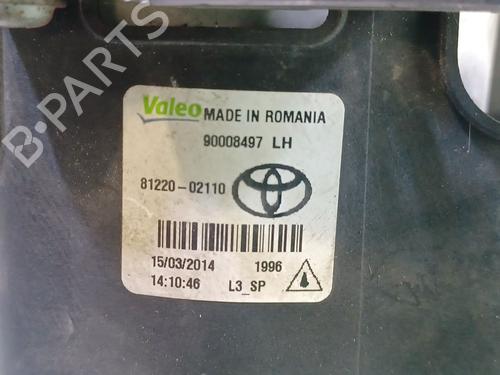 B-Parts
Valeo MADE IN ROMANIA
90008497 LH
81220-02110
15/03/2014 1996
14:10:46 L3_SP